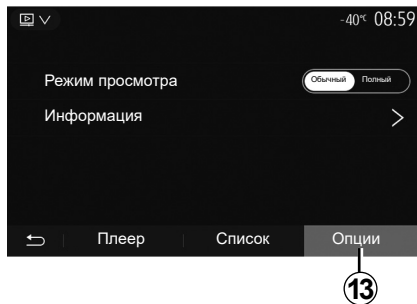 -40°C 08:59
Режим просмотра Обычный Полный
Информация
Плеер Список Опции
13